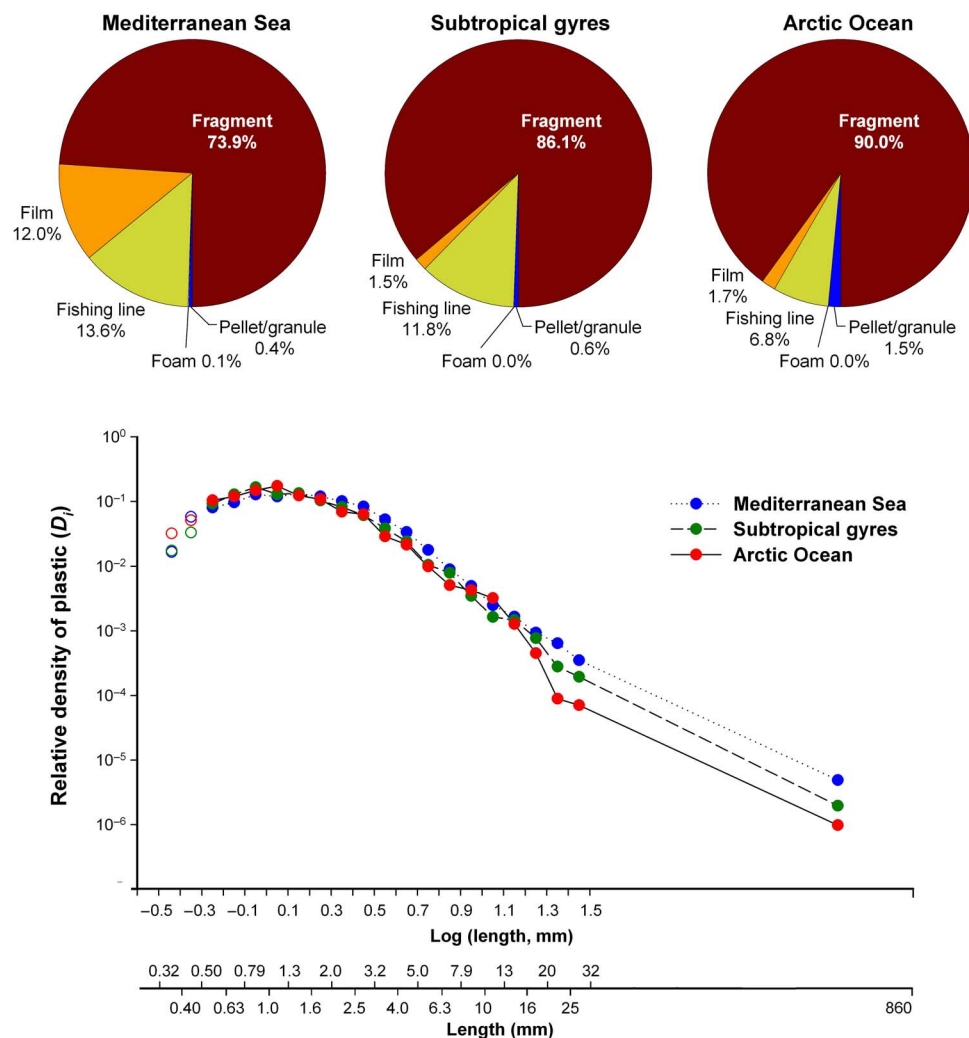 Mediterranean Sea
Subtropical gyres
Arctic Ocean
Fragment
73.9%
Film
12.0%
Fishing line
13.6%
Foam 0.1%
Pellet/granule
0.4%
Fragment
86.1%
Film
1.5%
Fishing line
11.8%
Foam 0.0%
Pellet/granule
0.6%
Fragment
90.0%
Film
1.7%
Fishing line
6.8%
Foam 0.0%
Pellet/granule
1.5%
Relative density of plastic (Dᵢ)
10⁰
10⁻¹
10⁻²
10⁻³
10⁻⁴
10⁻⁵
10⁻⁶
Mediterranean Sea
Subtropical gyres
Arctic Ocean
–0.5 –0.3 –0.1 0.1 0.3 0.5 0.7 0.9 1.1 1.3 1.5
Log (length, mm)
0.32 0.50 0.79 1.3 2.0 3.2 5.0 7.9 13 20 32
0.40 0.63 1.0 1.6 2.5 4.0 6.3 10 16 25 860
Length (mm)